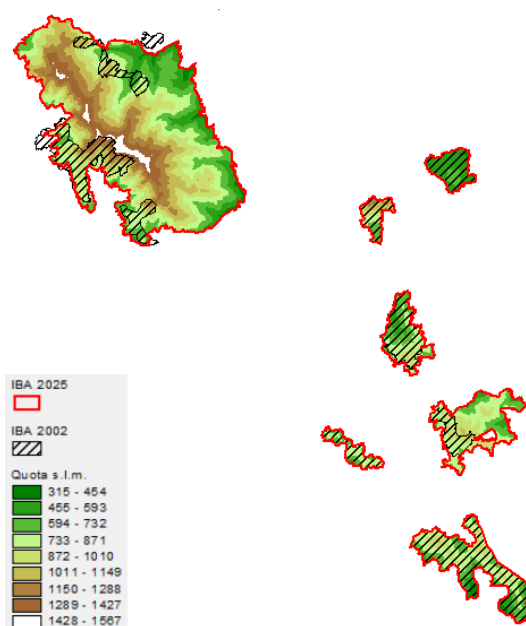 IBA 2025
IBA 2002
Quota s.l.m.
315 - 454
455 - 593
594 - 732
733 - 871
872 - 1010
1011 - 1149
1150 - 1288
1289 - 1427
1428 - 1567